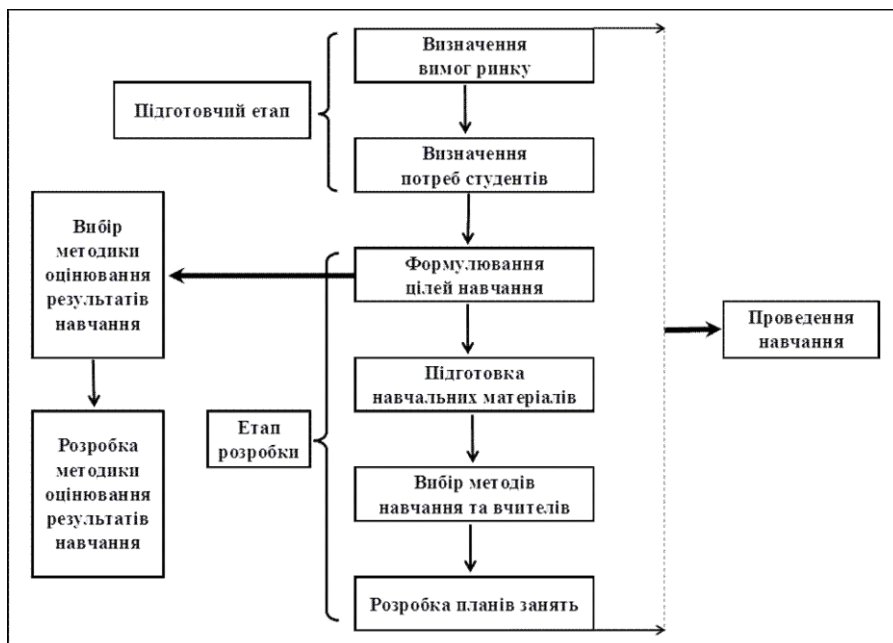 Визначення
вимог ринку
Підготовчий етап
Визначення
потреб студентів
Вибір
методики
оцінювання
результатів
навчання
Формулювання
цілей навчання
Проведення
навчання
Підготовка
навчальних матеріалів
Етап
розробки
Розробка
методики
оцінювання
результатів
навчання
Вибір методів
навчання та вчителів
Розробка планів занять